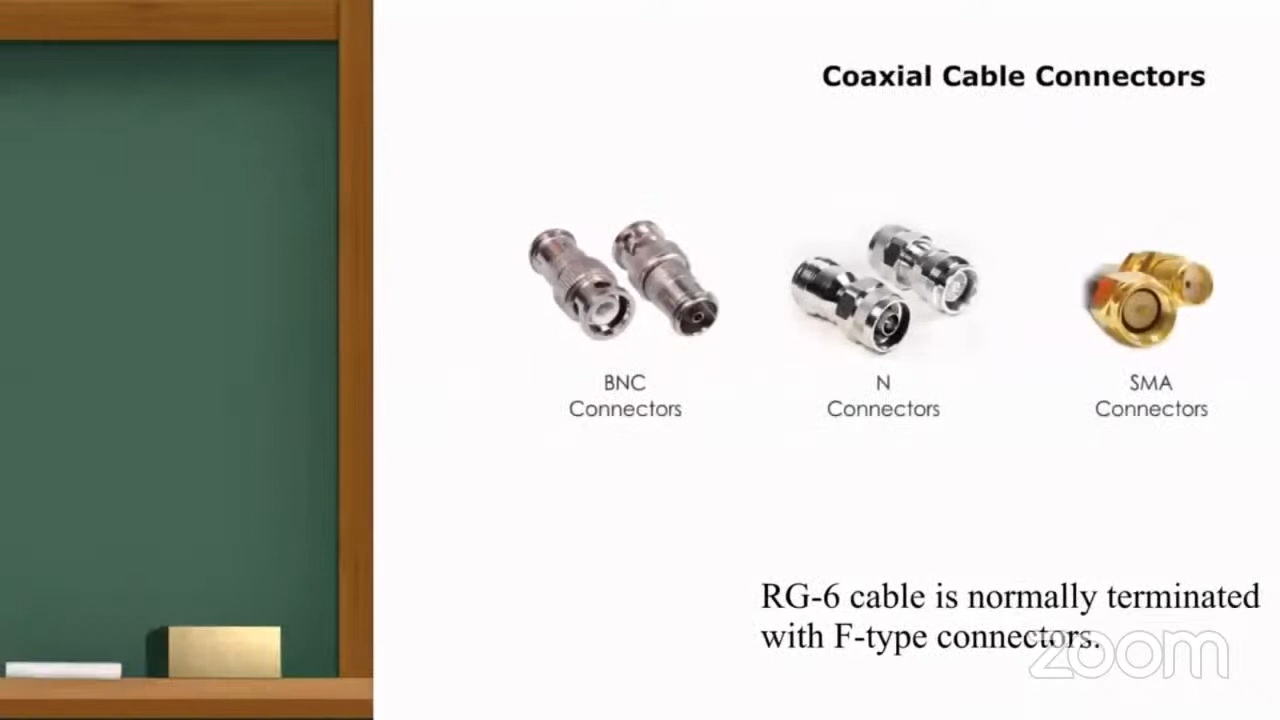 Coaxial Cable Connectors
BNC
Connectors
N
Connectors
SMA
Connectors
RG-6 cable is normally terminated
with F-type connectors.
zoom